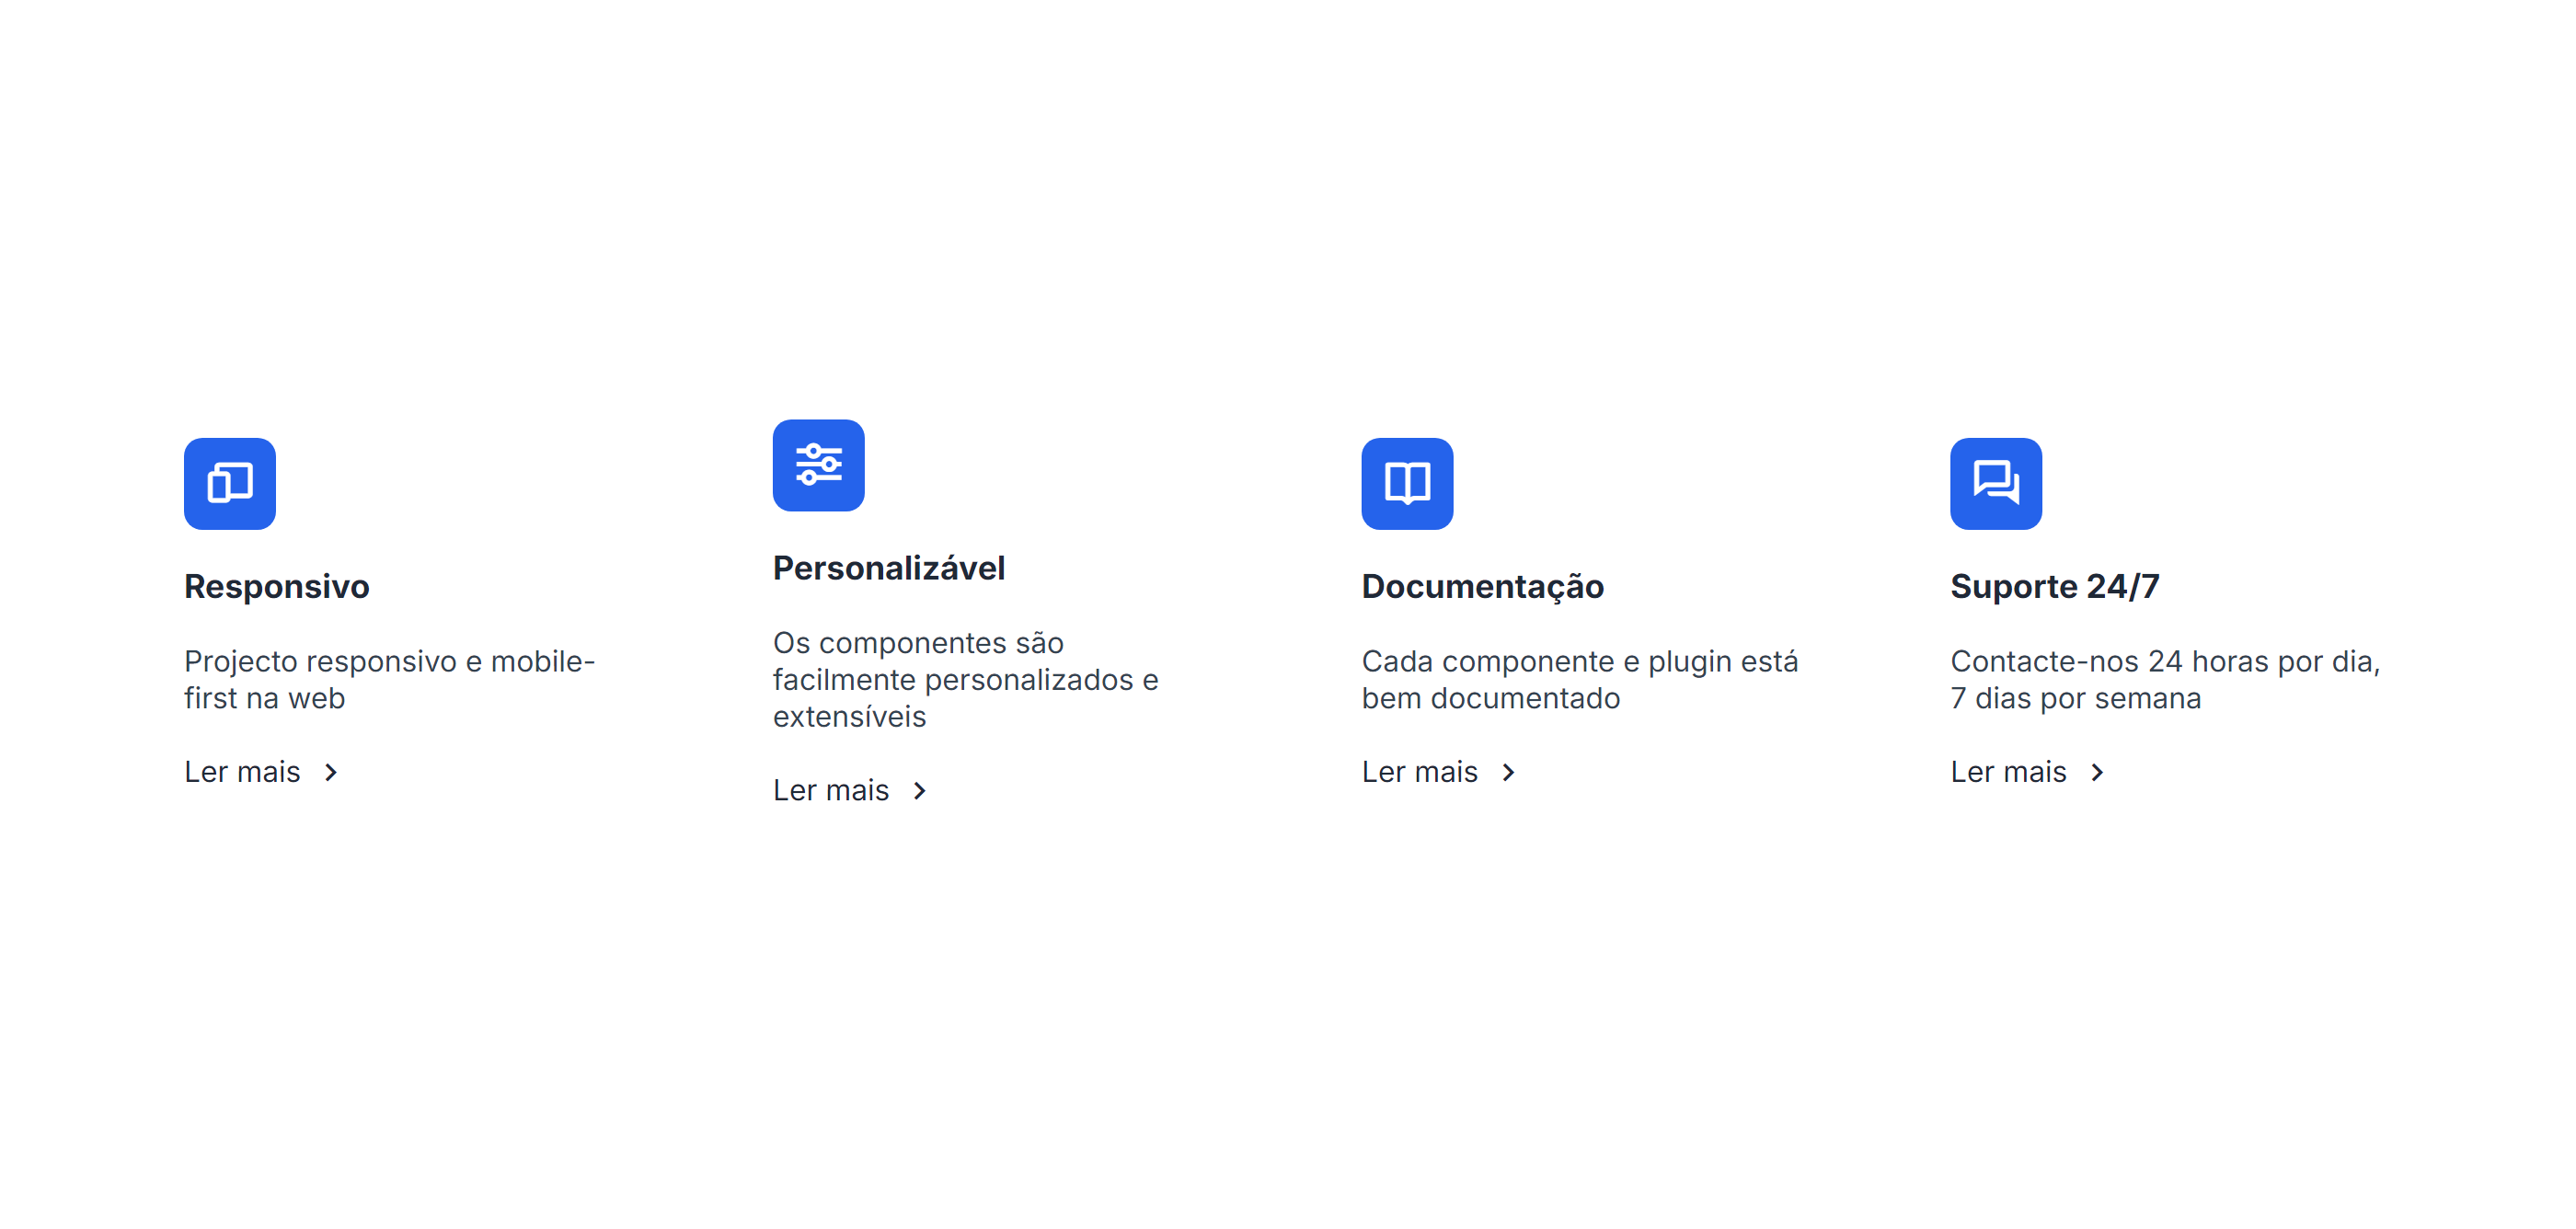 Responsivo
Projecto responsivo e mobile-
first na web
Ler mais
Personalizável
Os componentes são
facilmente personalizados e
extensíveis
Ler mais
Documentação
Cada componente e plugin está
bem documentado
Ler mais
Suporte 24/7
Contacte-nos 24 horas por dia,
7 dias por semana
Ler mais